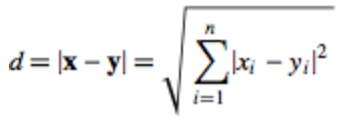 d = |x − y| = √(∑_{i=1}^{n} |x_i − y_i|²)